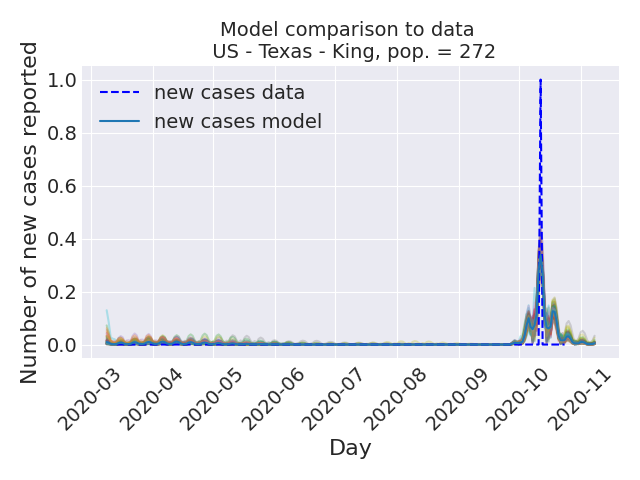 Model comparison to data
US - Texas - King, pop. = 272
Number of new cases reported
1.0
0.8
0.6
0.4
0.2
0.0
new cases data
new cases model
2020-03
2020-04
2020-05
2020-06
2020-07
2020-08
2020-09
2020-10
2020-11
Day